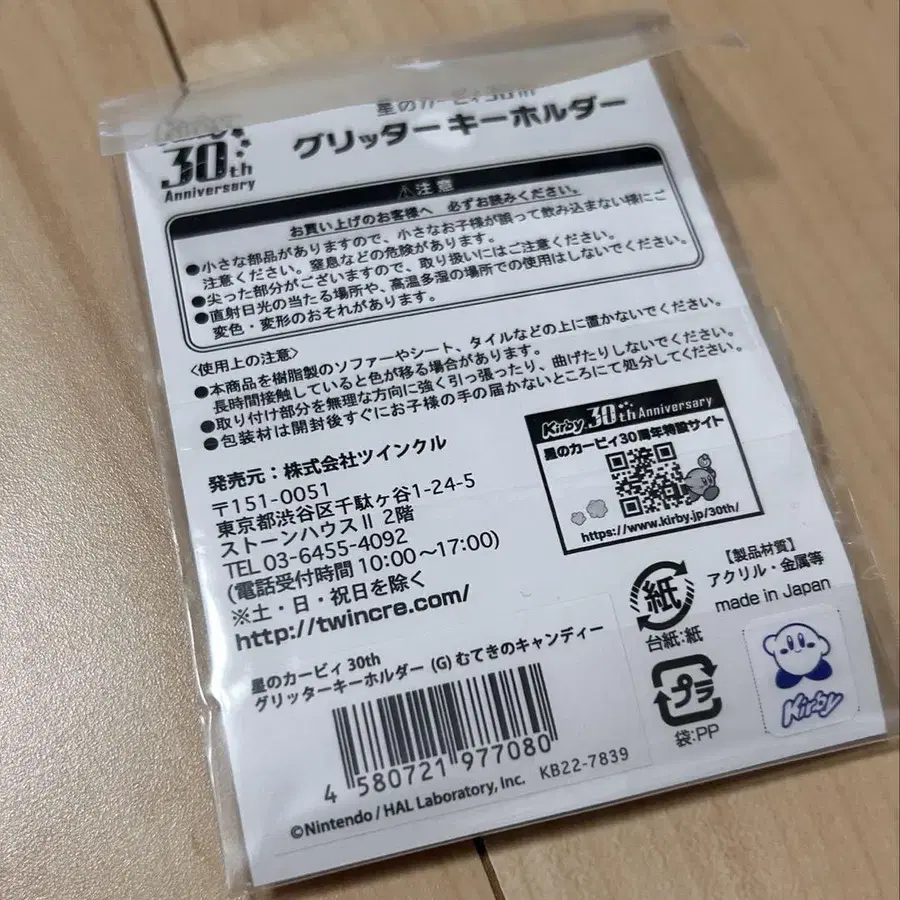 星のカービィ30th
Kirby
30th
Anniversary
グリッターキーホルダー
⚠注意
お買い上げのお客様へ 必ずお読みください。
●小さな部品がありますので、小さなお子様が誤って飲み込まない様にご
注意ください。窒息などの危険があります。
●尖った部分がございますので、取り扱いにはご注意ください。
●直射日光の当たる場所や、高温多湿の場所での使用はしないでください。
変色・変形のおそれがあります。
〈使用上の注意〉
●本商品を樹脂製のソファーやシート、タイルなどの上に置かないでください。
長時間接触していると色が移る場合があります。
●取り付け部分を無理な方向に強く引っ張ったり、曲げたりしないでください。
●包装材は開封後すぐにお子様の手の届かないところにて処分してください。
発売元：株式会社ツインクル
〒151-0051
東京都渋谷区千駄ヶ谷1-24-5
ストーンハウスⅡ 2階
TEL 03-6455-4092
(電話受付時間 10:00～17:00)
※土・日・祝日を除く
http://twincre.com/
Kirby 30th Anniversary
星のカービィ30周年特設サイト
https://www.kirby.jp/30th/
【製品材質】
アクリル・金属等
made in Japan
紙
台紙:紙
プラ
袋:PP
Kirby
星のカービィ 30th
グリッターキーホルダー (G) むてきのキャンディー
4 580721 977080
KB22-7839
©Nintendo / HAL Laboratory, Inc.